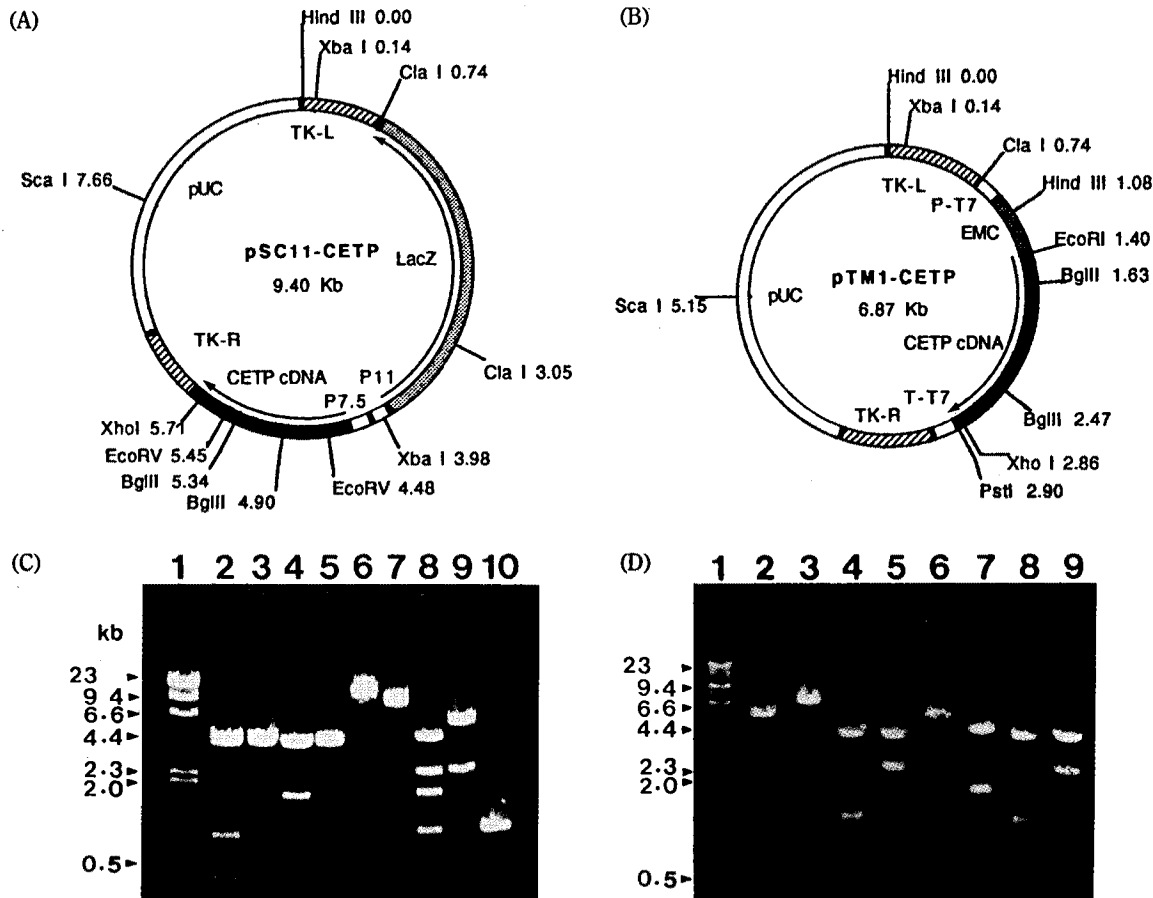 (A)
Hind III 0.00
Xba I 0.14
Cla I 0.74
TK-L
Sca I 7.66
pUC
pSC11-CETP
9.40 Kb
LacZ
TK-R
CETP cDNA
P11
P7.5
Cla I 3.05
XhoI 5.71
EcoRV 5.45
BglII 5.34
BglII 4.90
EcoRV 4.48
Xba I 3.98
(B)
Hind III 0.00
Xba I 0.14
Cla I 0.74
TK-L
P-T7
Hind III 1.08
EMC
EcoRI 1.40
BglII 1.63
pTM1-CETP
6.87 Kb
pUC
Sca I 5.15
CETP cDNA
T-T7
TK-R
BglII 2.47
Xho I 2.86
PstI 2.90
(C)
1 2 3 4 5 6 7 8 9 10
kb
23
9.4
6.6
4.4
2.3
2.0
0.5
(D)
1 2 3 4 5 6 7 8 9
23
9.4
6.6
4.4
2.3
2.0
0.5